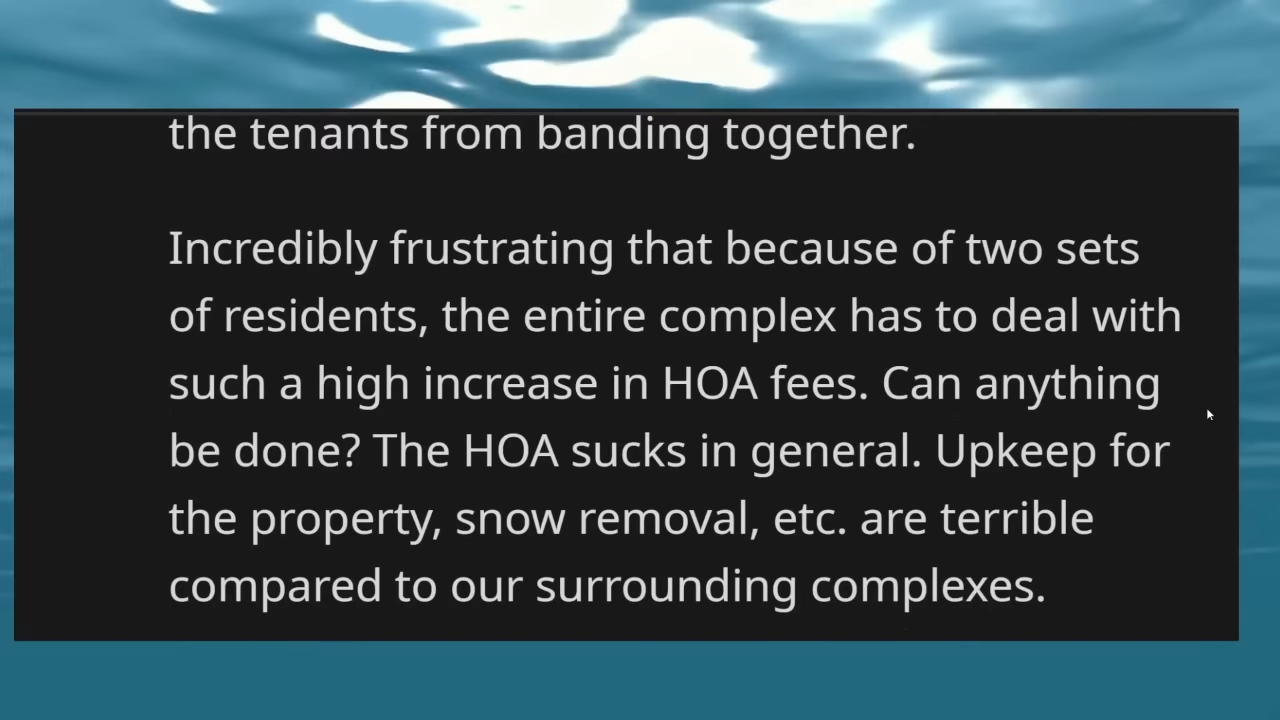 the tenants from banding together.
Incredibly frustrating that because of two sets
of residents, the entire complex has to deal with
such a high increase in HOA fees. Can anything
be done? The HOA sucks in general. Upkeep for
the property, snow removal, etc. are terrible
compared to our surrounding complexes.